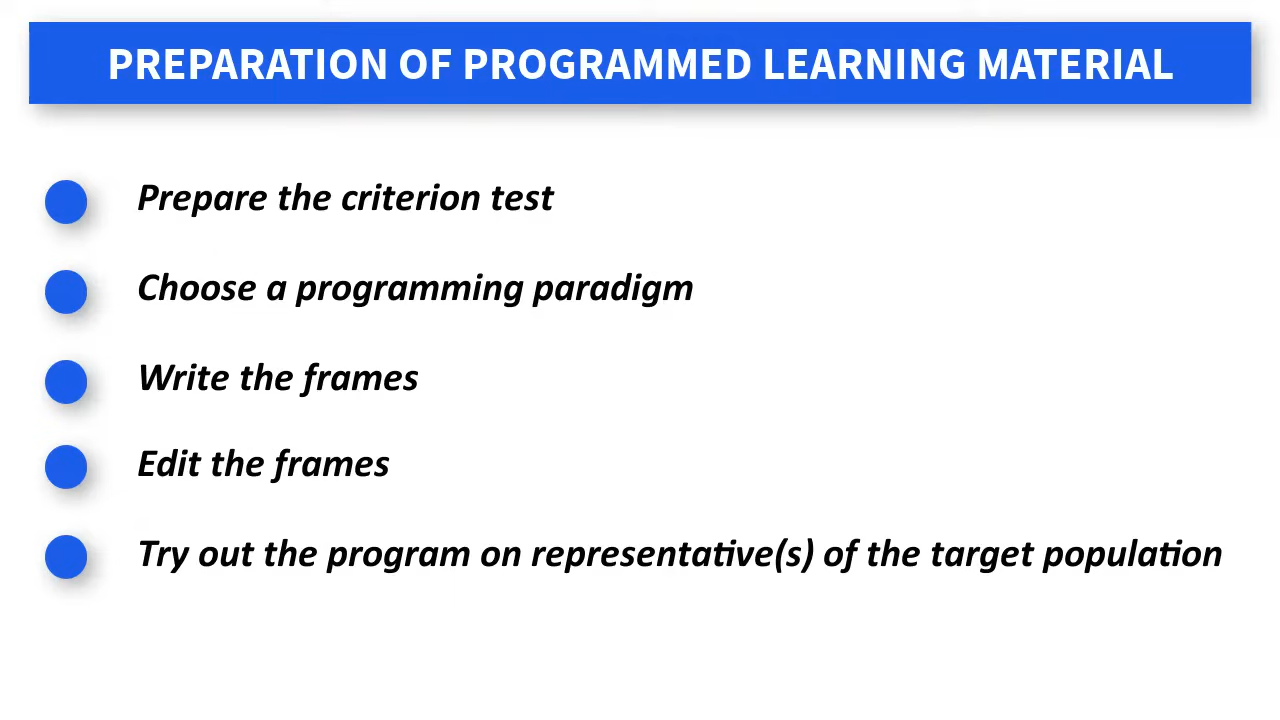 PREPARATION OF PROGRAMMED LEARNING MATERIAL
Prepare the criterion test
Choose a programming paradigm
Write the frames
Edit the frames
Try out the program on representative(s) of the target population